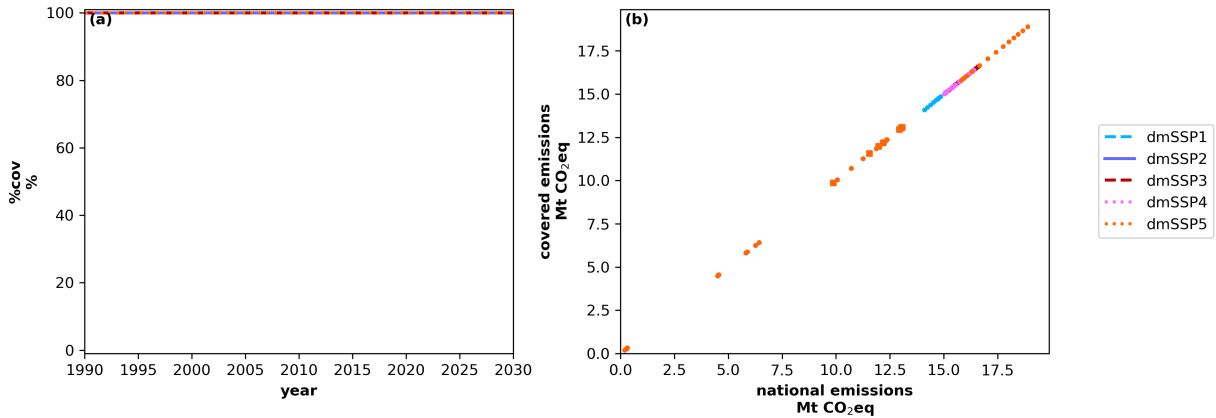 (a)
100
80
60
40
20
0
%cov
%
1990 1995 2000 2005 2010 2015 2020 2025 2030
year
(b)
17.5
15.0
12.5
10.0
7.5
5.0
2.5
0.0
covered emissions
Mt CO₂eq
0.0 2.5 5.0 7.5 10.0 12.5 15.0 17.5
national emissions
Mt CO₂eq
dmSSP1
dmSSP2
dmSSP3
dmSSP4
dmSSP5